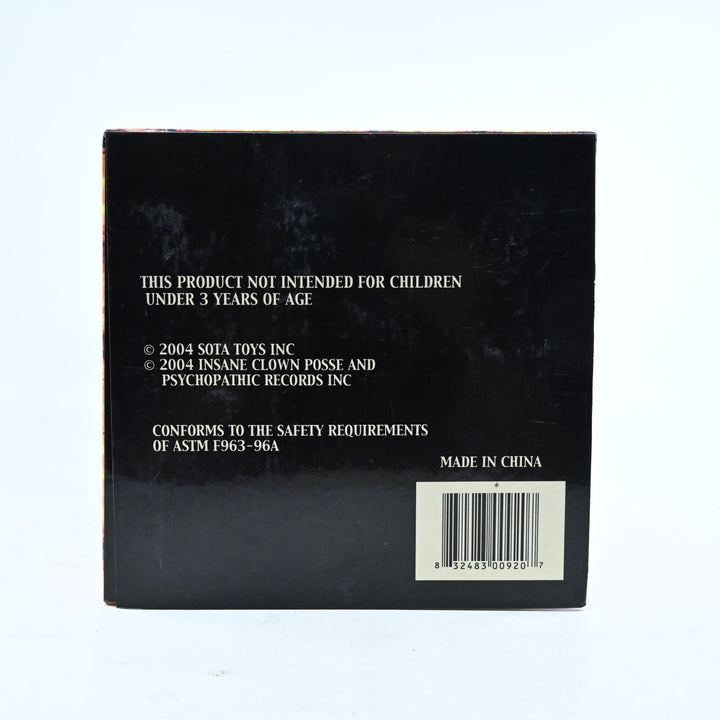 THIS PRODUCT NOT INTENDED FOR CHILDREN
UNDER 3 YEARS OF AGE
© 2004 SOTA TOYS INC
© 2004 INSANE CLOWN POSSE AND
PSYCHOPATHIC RECORDS INC
CONFORMS TO THE SAFETY REQUIREMENTS
OF ASTM F963-96A
MADE IN CHINA
8 32483 00920 7